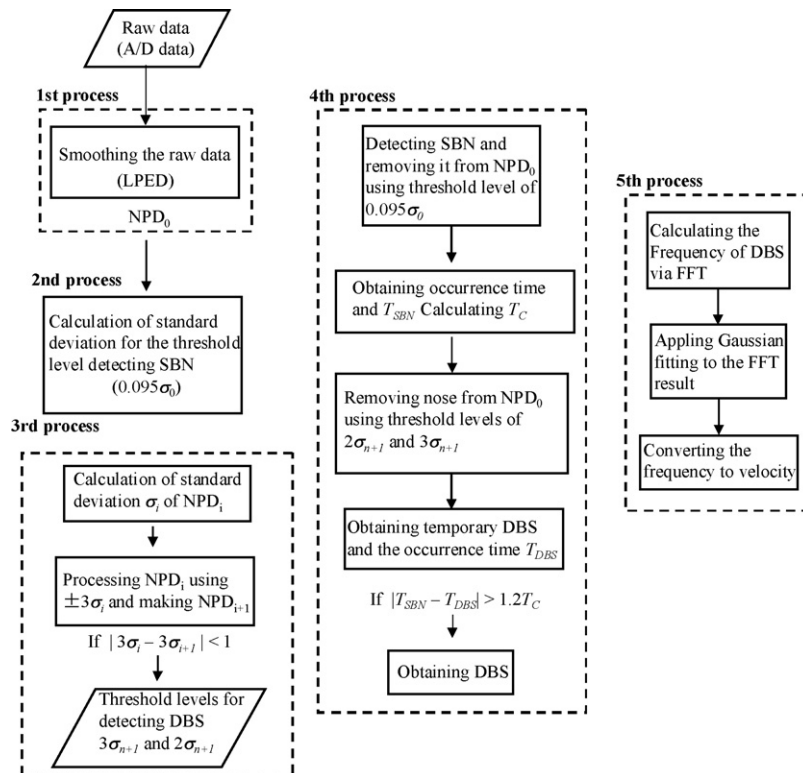 Raw data
(A/D data)
1st process
Smoothing the raw data
(LPED)
NPD₀
2nd process
Calculation of standard
deviation for the threshold
level detecting SBN
(0.095σ₀)
3rd process
Calculation of standard
deviation σᵢ of NPDᵢ
Processing NPDᵢ using
±3σᵢ and making NPDᵢ₊₁
If | 3σᵢ – 3σᵢ₊₁ | < 1
Threshold levels for
detecting DBS
3σₙ₊₁ and 2σₙ₊₁
4th process
Detecting SBN and
removing it from NPD₀
using threshold level of
0.095σ₀
Obtaining occurrence time
and T_SBN Calculating T_C
Removing nose from NPD₀
using threshold levels of
2σₙ₊₁ and 3σₙ₊₁
Obtaining temporary DBS
and the occurrence time T_DBS
If |T_SBN – T_DBS| > 1.2T_C
Obtaining DBS
5th process
Calculating the
Frequency of DBS
via FFT
Appling Gaussian
fitting to the FFT
result
Converting the
frequency to velocity